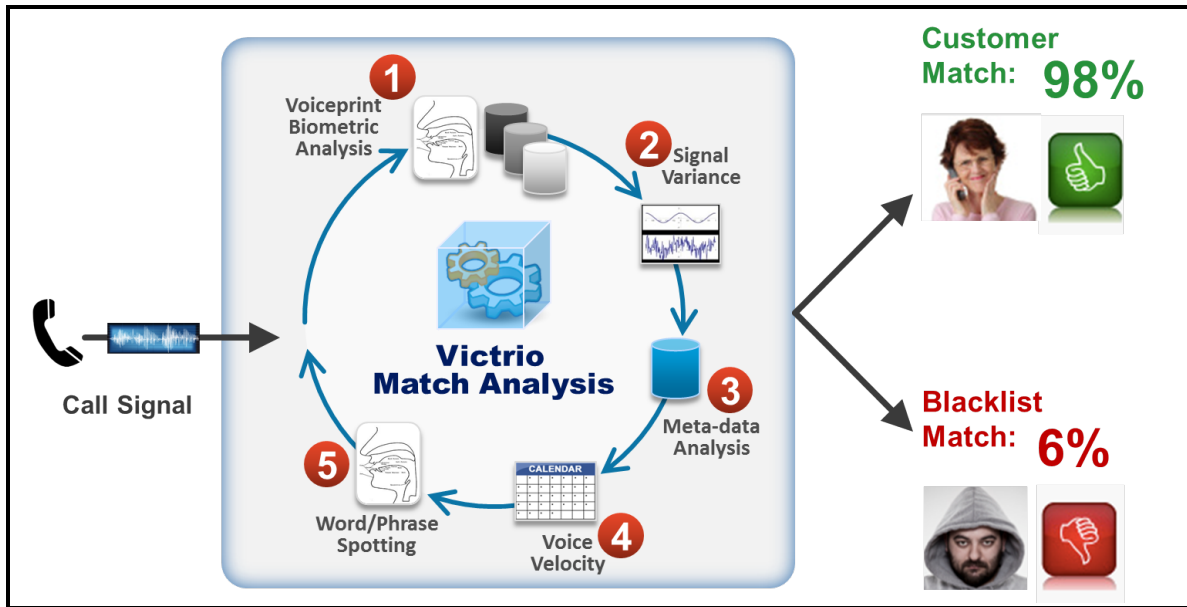 Call Signal
1
Voiceprint
Biometric
Analysis
2
Signal
Variance
3
Meta-data
Analysis
CALENDAR
4
Voice
Velocity
5
Word/Phrase
Spotting
Victrio
Match Analysis
Customer
Match: 98%
Blacklist
Match: 6%